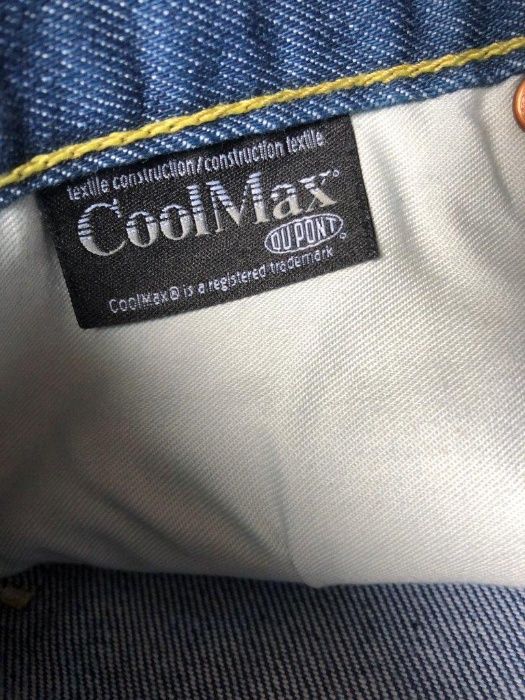 textile construction/construction textile
CoolMax®
DU PONT
CoolMax® is a registered trademark